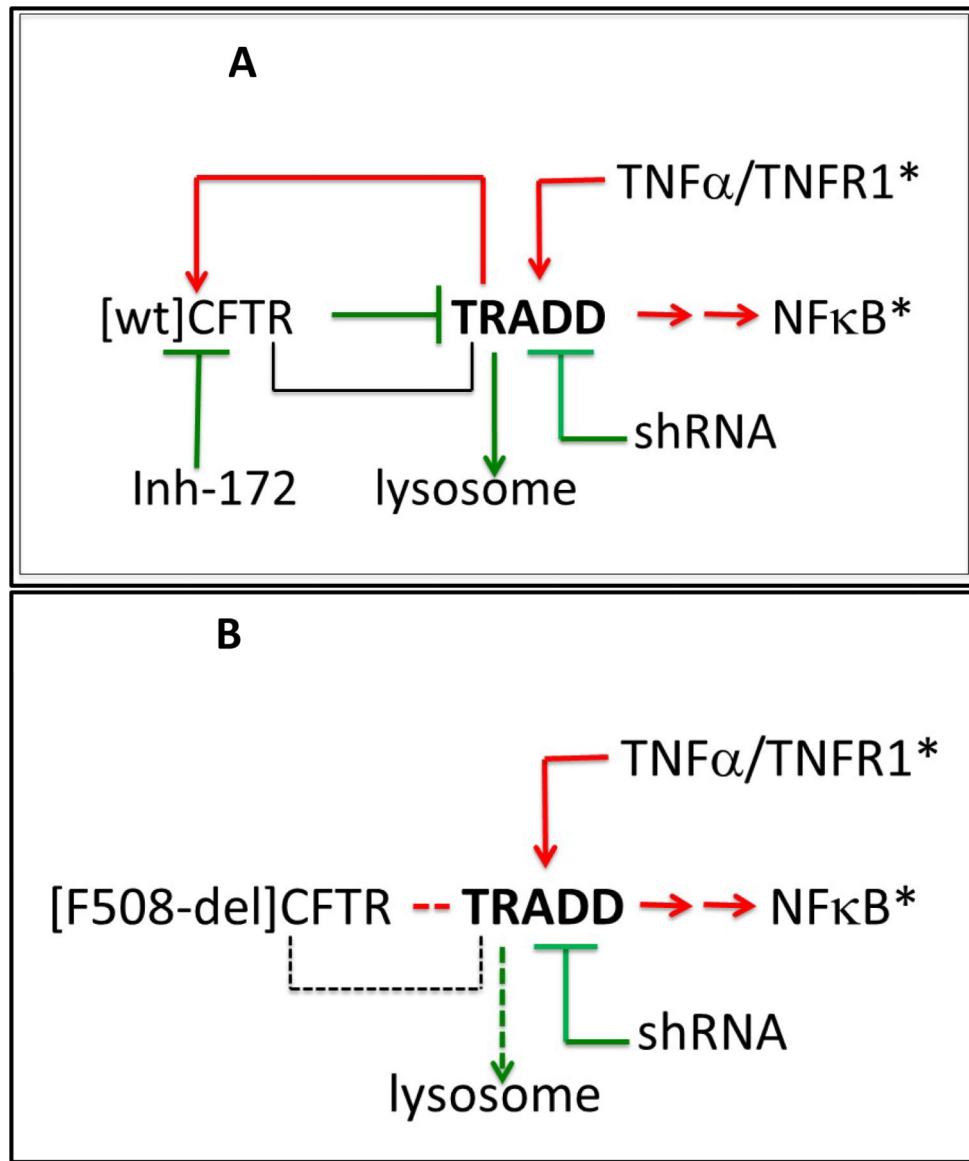 A
TNFα/TNFR1*
[wt]CFTR TRADD NFκB*
shRNA
Inh-172 lysosome
B
TNFα/TNFR1*
[F508-del]CFTR TRADD NFκB*
shRNA
lysosome